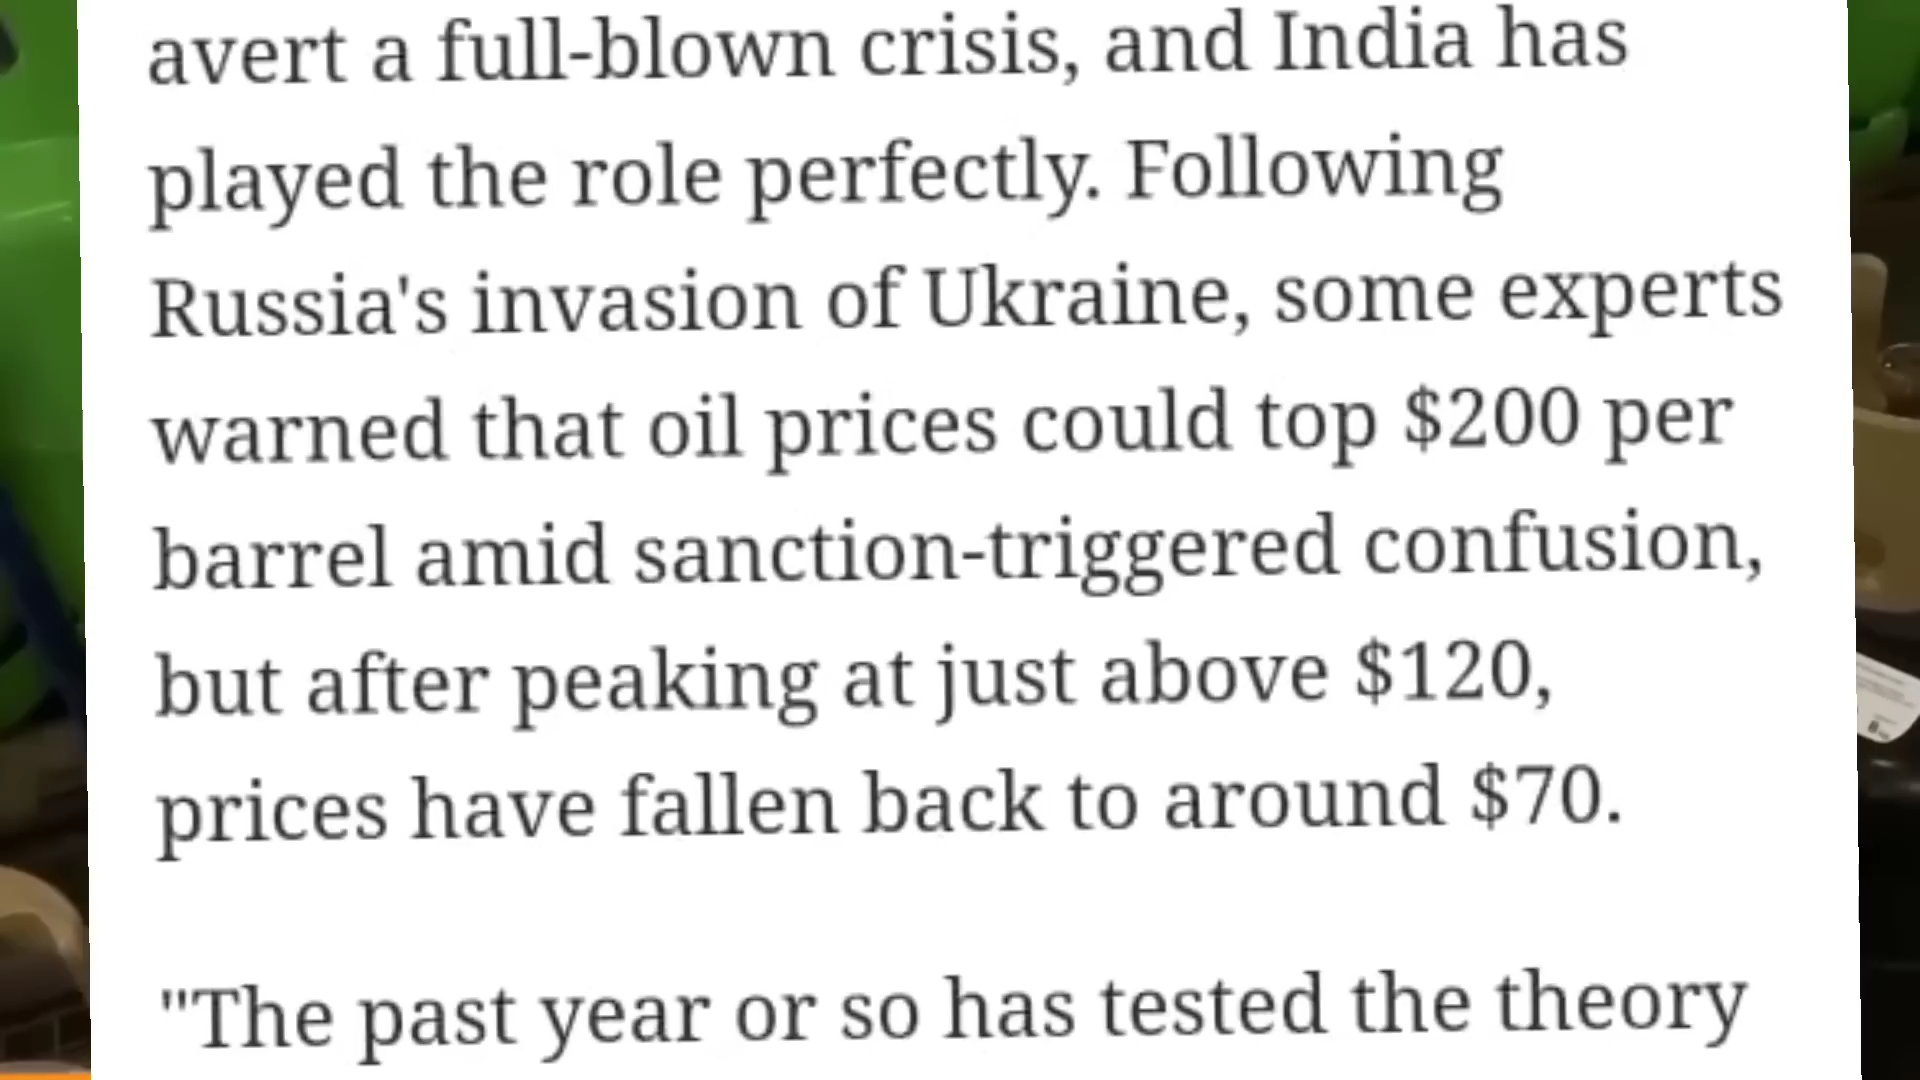 avert a full-blown crisis, and India has
played the role perfectly. Following
Russia's invasion of Ukraine, some experts
warned that oil prices could top $200 per
barrel amid sanction-triggered confusion,
but after peaking at just above $120,
prices have fallen back to around $70.
"The past year or so has tested the theory